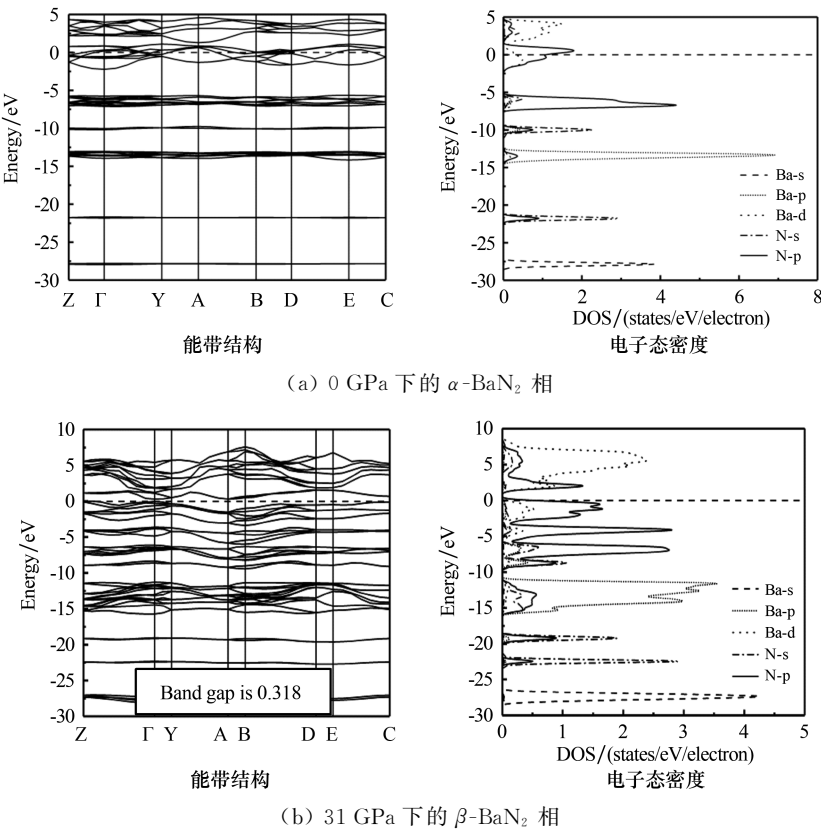 5
0
-5
-10
-15
-20
-25
-30
Energy/eV
Z Γ Y A B D E C
能带结构
5
0
-5
-10
-15
-20
-25
-30
Energy/eV
Ba-s
Ba-p
Ba-d
N-s
N-p
0 2 4 6 8
DOS/(states/eV/electron)
电子态密度
(a) 0 GPa 下的 α-BaN₂ 相
10
5
0
-5
-10
-15
-20
-25
-30
Energy/eV
Band gap is 0.318
Z Γ Y A B D E C
能带结构
10
5
0
-5
-10
-15
-20
-25
-30
Energy/eV
Ba-s
Ba-p
Ba-d
N-s
N-p
0 1 2 3 4 5
DOS/(states/eV/electron)
电子态密度
(b) 31 GPa 下的 β-BaN₂ 相